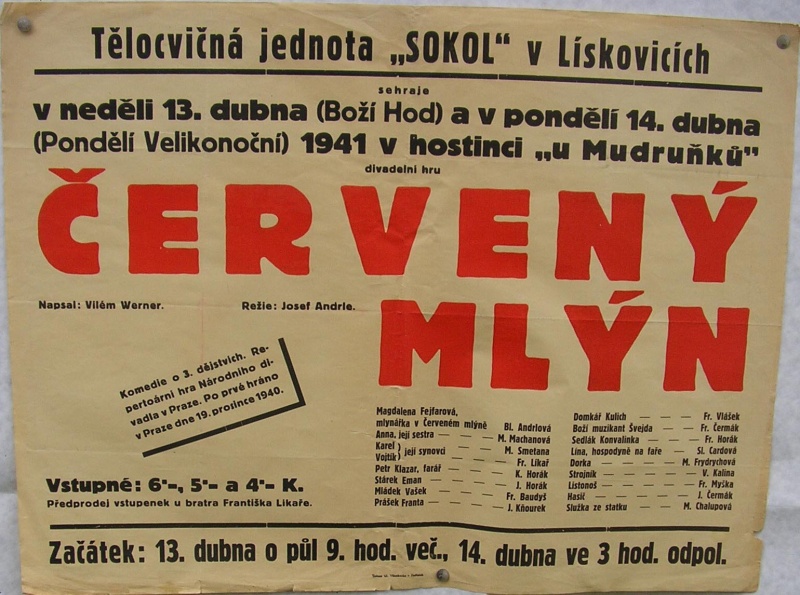 Tělocvičná jednota „SOKOL" v Lískovicích
sehraje
v neděli 13. dubna (Boží Hod) a v pondělí 14. dubna
(Pondělí Velikonoční) 1941 v hostinci „u Mudruňků"
divadelni hru
ČERVENÝ
MLÝN
Napsal: Vilém Werner.
Režie: Josef Andrle.
Komedie o 3. dějstvích. Re-
pertoární hra Národního di-
vadla v Praze. Po prvé hráno
v Praze dne 19. prosince 1940.
Vstupné: 6'-, 5'- a 4'- K.
Předprodej vstupenek u bratra Františka Likaře.
Magdalena Fejfarová,
mlynářka v Červeném mlýně Bl. Andrlová
Anna, její sestra — — — M. Machanová
Karel
Vojtík } její synovci — — M. Smetana
Fr. Líkař
Petr Klazar, farář — — — K. Horák
Stárek Eman — — — J. Horák
Mládek Vašek — — — Fr. Baudyš
Prášek Franta — — — J. Kňourek
Domkář Kulich — — — Fr. Vlášek
Boží muzikant Švejda — — Fr. Čermák
Sedlák Konvalinka — — Fr. Horák
Lína, hospodyně na faře — Sl. Cardová
Dorka — — — M. Frydrychová
Strojník — — — V. Kalina
Listonoš — — — Fr. Myška
Hasič — — — J. Čermák
Služka ze statku — — M. Chalupová
Začátek: 13. dubna o půl 9. hod. več., 14. dubna ve 3 hod. odpol.